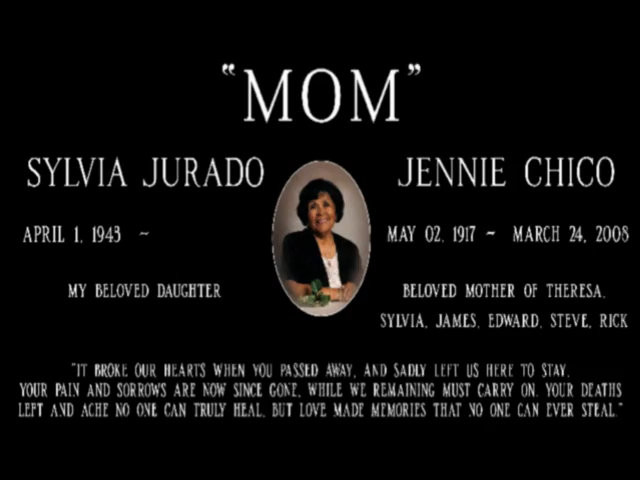 "MOM"
SYLVIA JURADO
JENNIE CHICO
APRIL 1, 1943 ~
MAY 02, 1917 ~ MARCH 24, 2008
MY BELOVED DAUGHTER
BELOVED MOTHER OF THERESA,
SYLVIA, JAMES, EDWARD, STEVE, RICK
"IT BROKE OUR HEARTS WHEN YOU PASSED AWAY, AND SADLY LEFT US HERE TO STAY,
YOUR PAIN AND SORROWS ARE NOW SINCE GONE, WHILE WE REMAINING MUST CARRY ON. YOUR DEATHS
LEFT AND ACHE NO ONE CAN TRULY HEAL, BUT LOVE MADE MEMORIES THAT NO ONE CAN EVER STEAL."